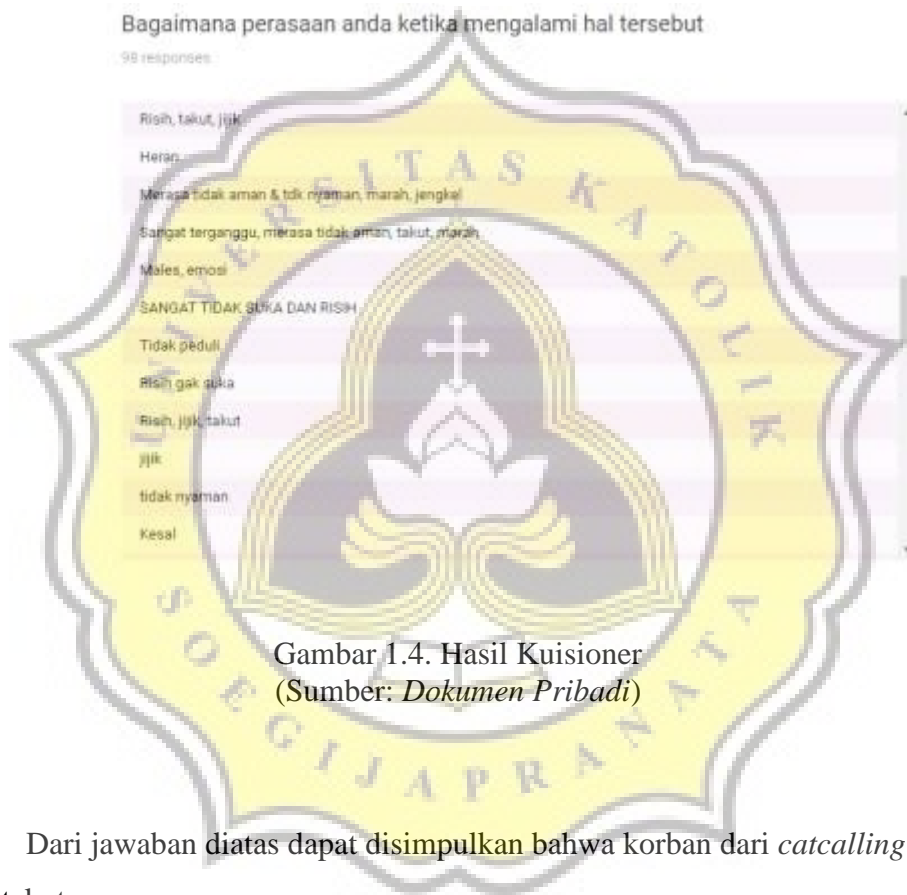 Bagaimana perasaan anda ketika mengalami hal tersebut
98 responses
Risih, takut, jijik
Heran
Merasa tidak aman & tdk nyaman, marah, jengkel
Sangat terganggu, merasa tidak aman, takut, marah
Males, emosi
SANGAT TIDAK SUKA DAN RISIH
Tidak peduli
Risih gak suka
Risih, jijik, takut
jijik
tidak nyaman
Kesal
UNIVERSITAS KATOLIK
SOEGIJAPRANATA
Gambar 1.4. Hasil Kuisioner
(Sumber: Dokumen Pribadi)
Dari jawaban diatas dapat disimpulkan bahwa korban dari catcalling